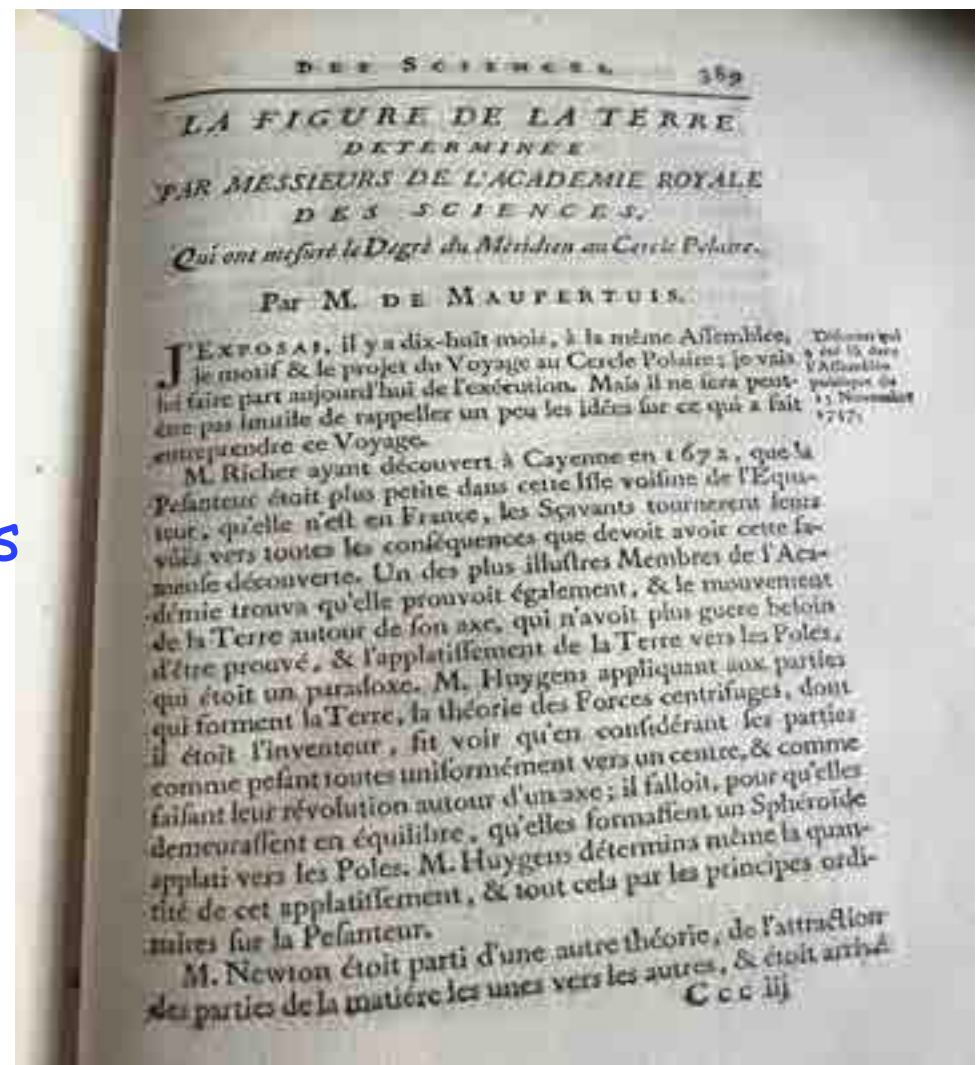 DES SCIENCES. 389
LA FIGURE DE LA TERRE
DETERMINÉE
PAR MESSIEURS DE L'ACADEMIE ROYALE
DES SCIENCES,
Qui ont mesuré le Degré du Méridien au Cercle Polaire.
Par M. DE MAUPERTUIS.
J'EXPOSAI, il y a dix-huit mois, à la même Assemblée,
le motif & le projet du Voyage au Cercle Polaire; je vais
lui faire part aujourd'hui de l'exécution. Mais il ne sera peut-
être pas inutile de rappeller un peu les idées sur ce qui a fait
entreprendre ce Voyage.
Discours qui
a été lû dans
l'Assemblée
publique du
13 Novembre
1737.
M. Richer ayant découvert à Cayenne en 1672, que la
Pesanteur étoit plus petite dans cette Isle voisine de l'Equa-
teur, qu'elle n'est en France, les Sçavants tournerent leurs
vûës vers toutes les conséquences que devoit avoir cette fa-
meuse découverte. Un des plus illustres Membres de l'Aca-
démie trouva qu'elle prouvoit également, & le mouvement
de la Terre autour de son axe, qui n'avoit plus guere besoin
d'être prouvé, & l'applatissement de la Terre vers les Poles,
qui étoit un paradoxe. M. Huygens appliquant aux parties
qui forment la Terre, la théorie des Forces centrifuges, dont
il étoit l'inventeur, fit voir qu'en considérant ses parties
comme pesant toutes uniformément vers un centre, & comme
faisant leur révolution autour d'un axe; il falloit, pour qu'elles
demeurassent en équilibre, qu'elles formassent un Sphéroïde
applati vers les Poles. M. Huygens détermina même la quan-
tité de cet applatissement, & tout cela par les principes ordi-
naires sur la Pesanteur.
M. Newton étoit parti d'une autre théorie, de l'attraction
des parties de la matiére les unes vers les autres, & étoit arrivé
Ccc iij
s